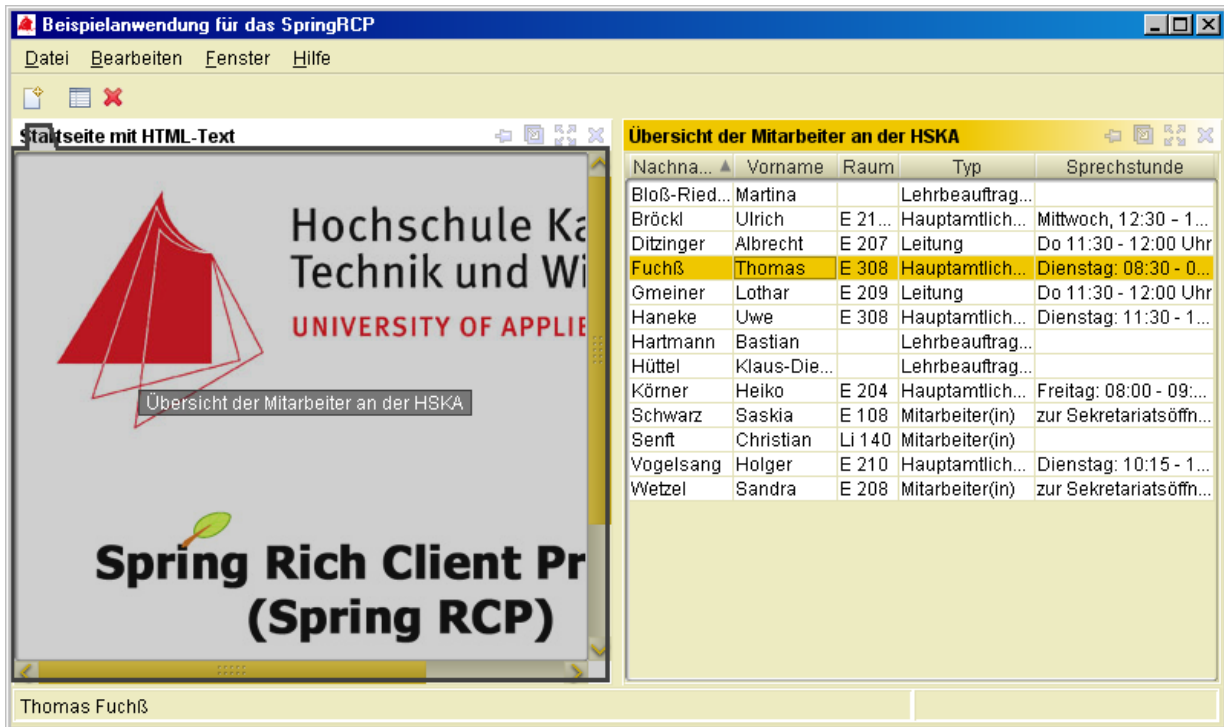 Beispielanwendung für das SpringRCP
Datei Bearbeiten Fenster Hilfe
Startseite mit HTML-Text
Hochschule Ka
Technik und Wi
UNIVERSITY OF APPLIE
Übersicht der Mitarbeiter an der HSKA
Spring Rich Client Pr
(Spring RCP)
Übersicht der Mitarbeiter an der HSKA
Nachna... Vorname Raum Typ Sprechstunde
Bloß-Ried... Martina Lehrbeauftrag...
Bröckl Ulrich E 21... Hauptamtlich... Mittwoch, 12:30 - 1...
Ditzinger Albrecht E 207 Leitung Do 11:30 - 12:00 Uhr
Fuchß Thomas E 308 Hauptamtlich... Dienstag: 08:30 - 0...
Gmeiner Lothar E 209 Leitung Do 11:30 - 12:00 Uhr
Haneke Uwe E 308 Hauptamtlich... Dienstag: 11:30 - 1...
Hartmann Bastian Lehrbeauftrag...
Hüttel Klaus-Die... Lehrbeauftrag...
Körner Heiko E 204 Hauptamtlich... Freitag: 08:00 - 09:...
Schwarz Saskia E 108 Mitarbeiter(in) zur Sekretariatsöffn...
Senft Christian Li 140 Mitarbeiter(in)
Vogelsang Holger E 210 Hauptamtlich... Dienstag: 10:15 - 1...
Wetzel Sandra E 208 Mitarbeiter(in) zur Sekretariatsöffn...
Thomas Fuchß